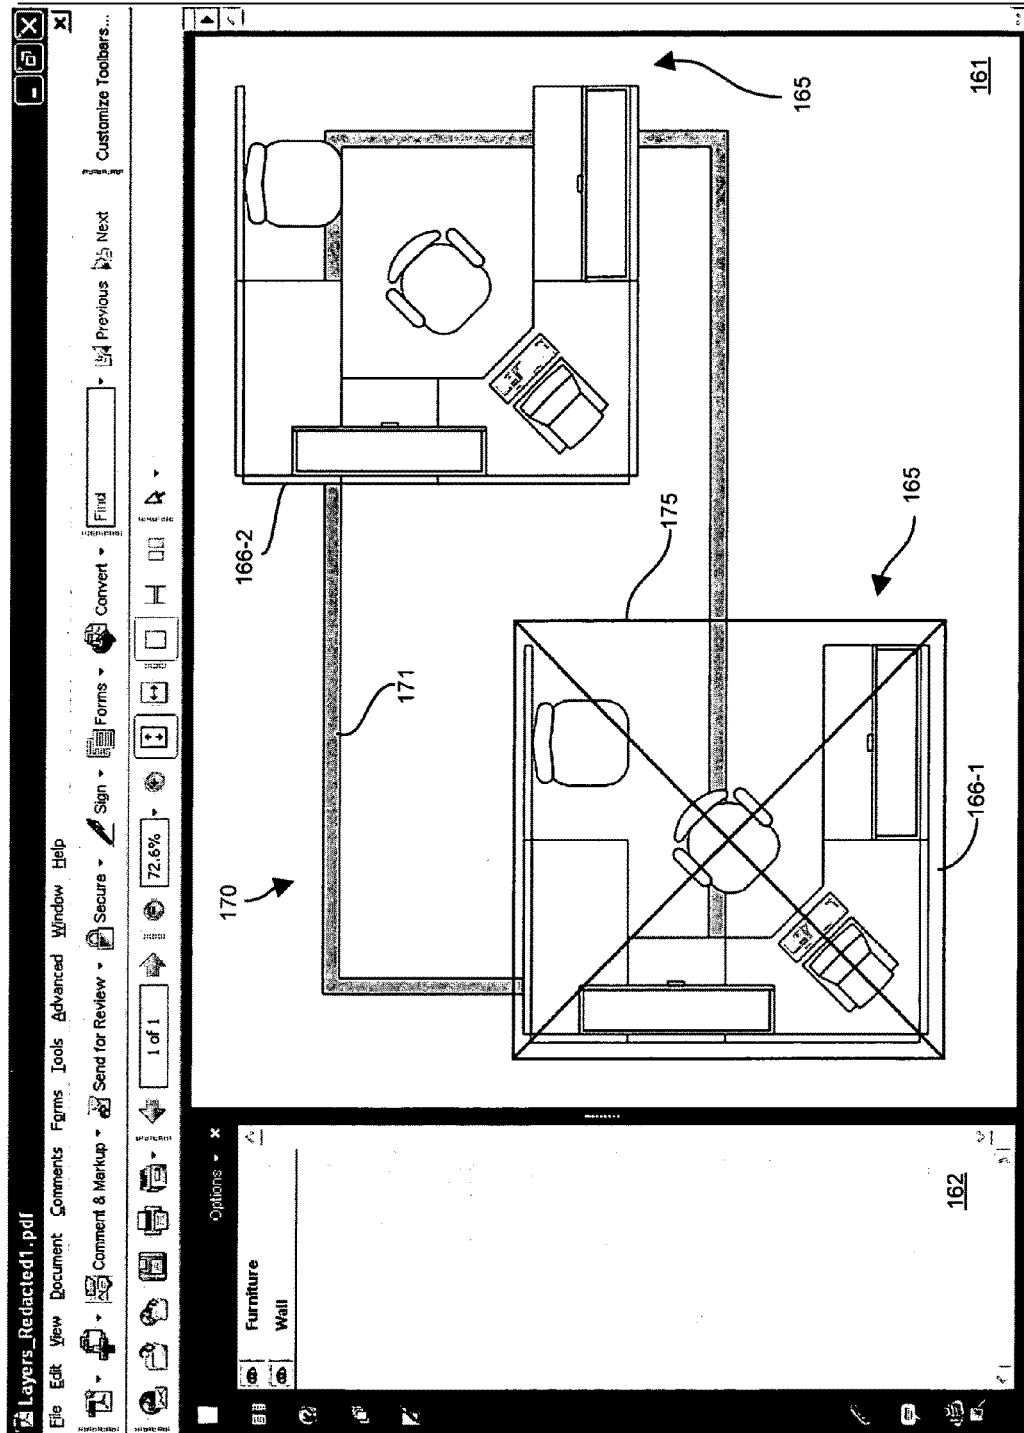 Layers_Redacted1.pdf
File Edit View Document Comments Forms Tools Advanced Window Help
Comment & Markup Send for Review Secure Sign Forms Convert Find Previous Next Customize Toolbars...
1 of 1 72.6%
Options
Furniture
Wall
162
170
171
166-2
175
165
165
166-1
161